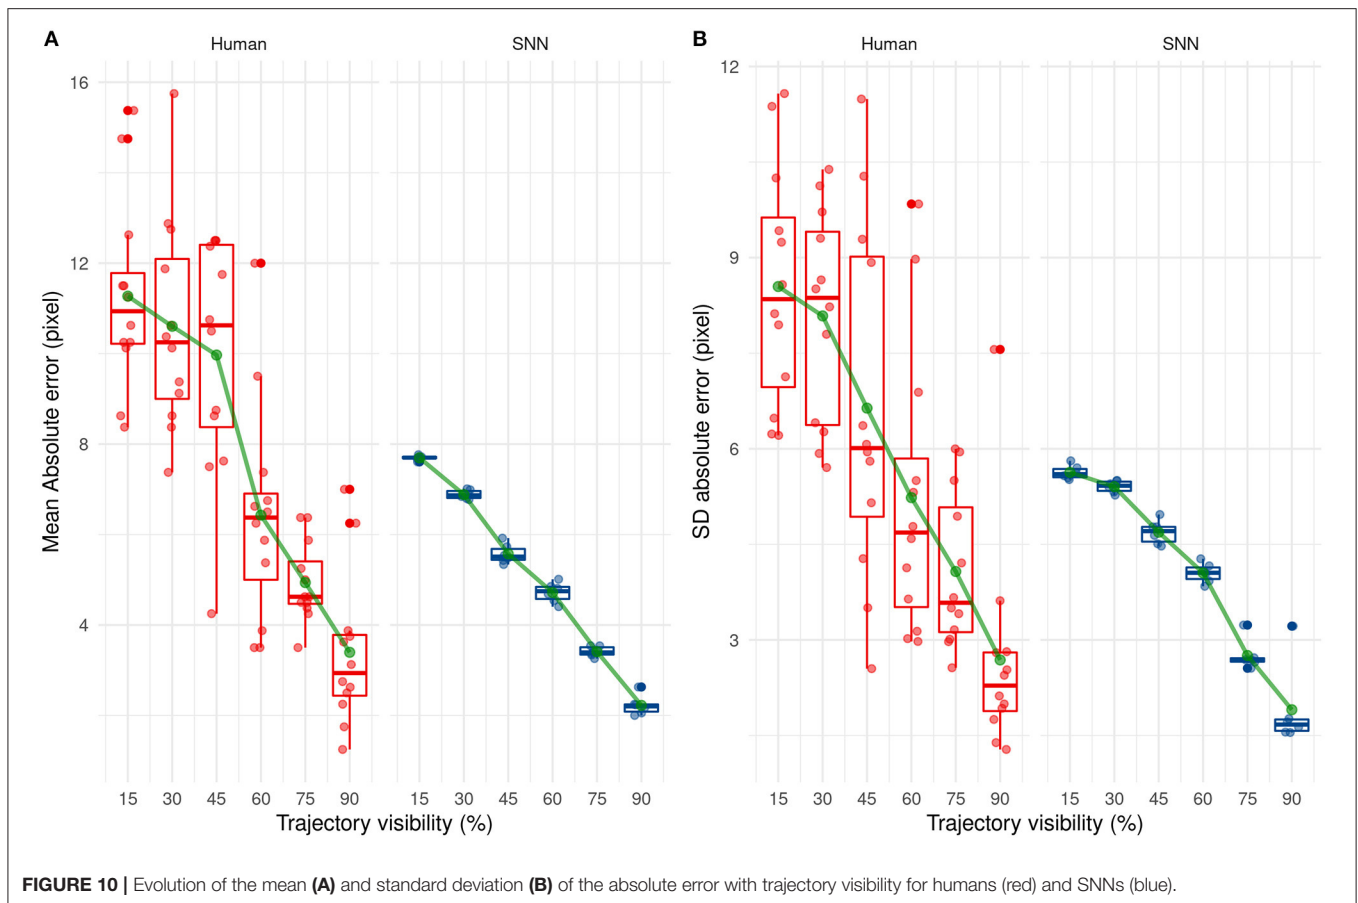 A
Human
SNN
16
12
8
4
Mean Absolute error (pixel)
15 30 45 60 75 90
15 30 45 60 75 90
Trajectory visibility (%)
B
Human
SNN
12
9
6
3
SD absolute error (pixel)
15 30 45 60 75 90
15 30 45 60 75 90
Trajectory visibility (%)
FIGURE 10 | Evolution of the mean (A) and standard deviation (B) of the absolute error with trajectory visibility for humans (red) and SNNs (blue).